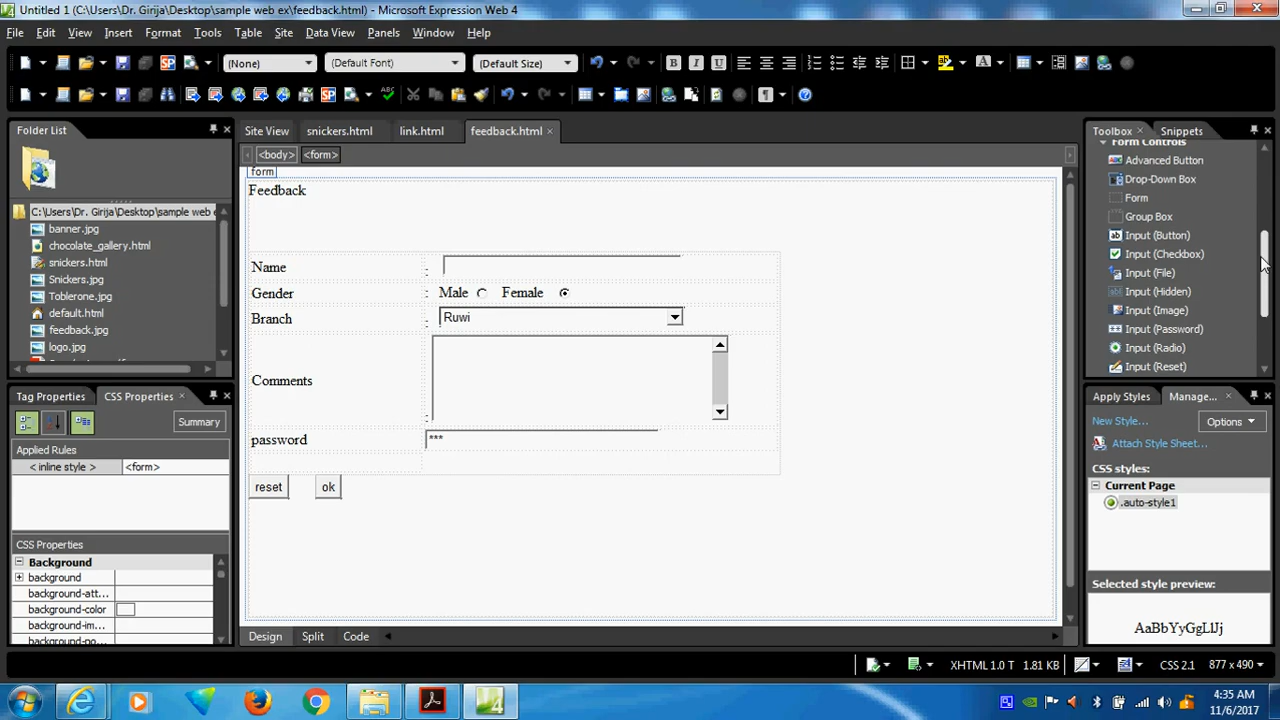 Untitled 1 (C:\Users\Dr. Girija\Desktop\sample web ex\feedback.html) - Microsoft Expression Web 4
File Edit View Insert Format Tools Table Site Data View Panels Window Help
(None) (Default Font) (Default Size) B I U
Folder List
Site View snickers.html link.html feedback.html
Toolbox Snippets
<body> <form>
form
C:\Users\Dr. Girija\Desktop\sample web e
banner.jpg
chocolate_gallery.html
snickers.html
Snickers.jpg
Toblerone.jpg
default.html
feedback.jpg
logo.jpg
Feedback
Name :
Gender : Male Female
Branch : Ruwi
Comments :
password ***
reset ok
Form Controls
Advanced Button
Drop-Down Box
Form
Group Box
Input (Button)
Input (Checkbox)
Input (File)
Input (Hidden)
Input (Image)
Input (Password)
Input (Radio)
Input (Reset)
Tag Properties CSS Properties
Summary
Applied Rules
< inline style > <form>
CSS Properties
Background
background
background-att...
background-color
background-im...
Apply Styles Manage...
New Style... Options
Attach Style Sheet...
CSS styles:
Current Page
.auto-style1
Selected style preview:
AaBbYyGgLlJj
Design Split Code
XHTML 1.0 T 1.81 KB CSS 2.1 877 x 490
4:35 AM
11/6/2017